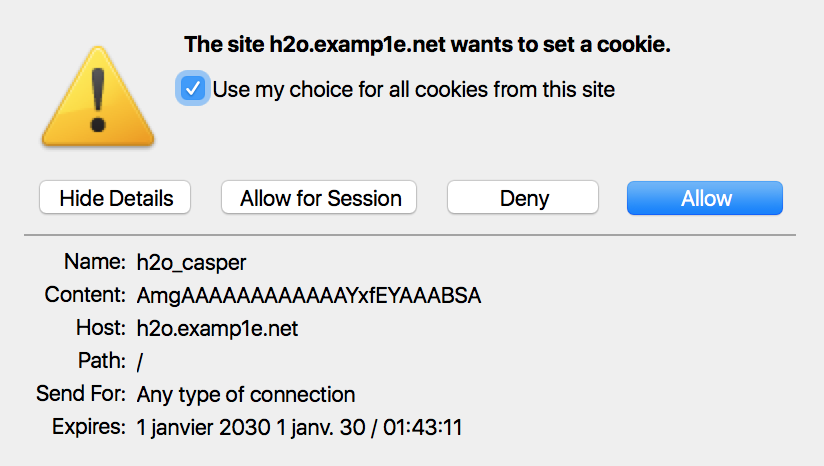 The site h2o.examp1e.net wants to set a cookie.
Use my choice for all cookies from this site
Hide Details Allow for Session Deny Allow
Name: h2o_casper
Content: AmgAAAAAAAAAAAAYxfEYAAABSA
Host: h2o.examp1e.net
Path: /
Send For: Any type of connection
Expires: 1 janvier 2030 1 janv. 30 / 01:43:11